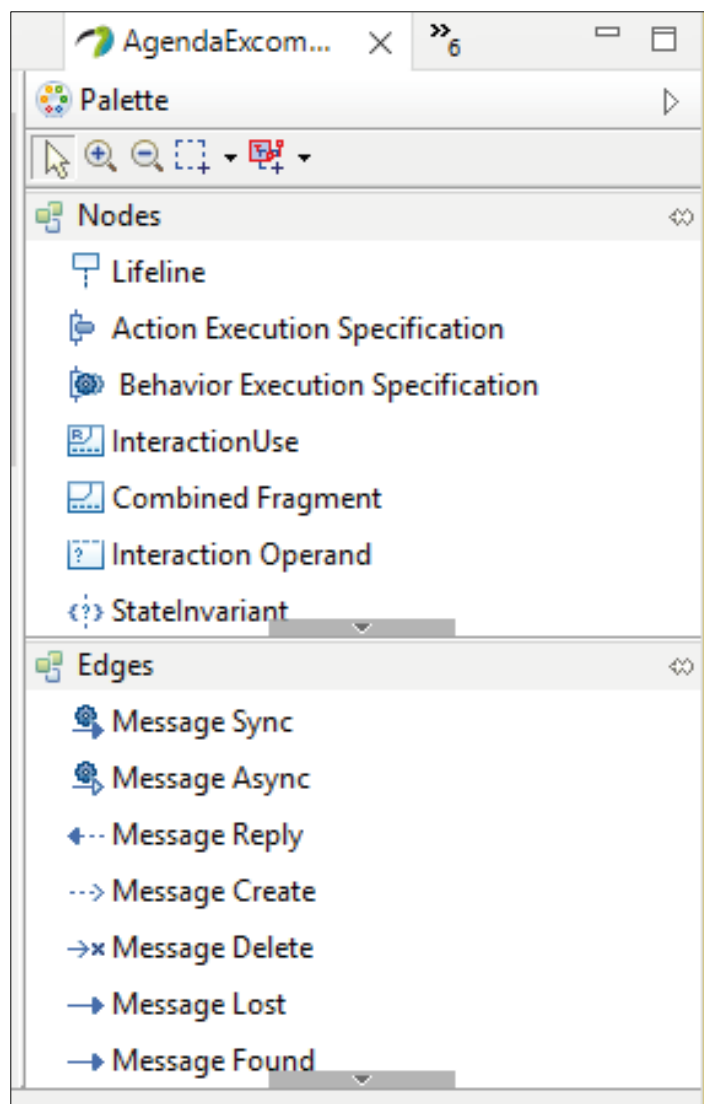 AgendaExcom...
»6
Palette
Nodes
Lifeline
Action Execution Specification
Behavior Execution Specification
InteractionUse
Combined Fragment
Interaction Operand
StateInvariant
Edges
Message Sync
Message Async
Message Reply
Message Create
Message Delete
Message Lost
Message Found